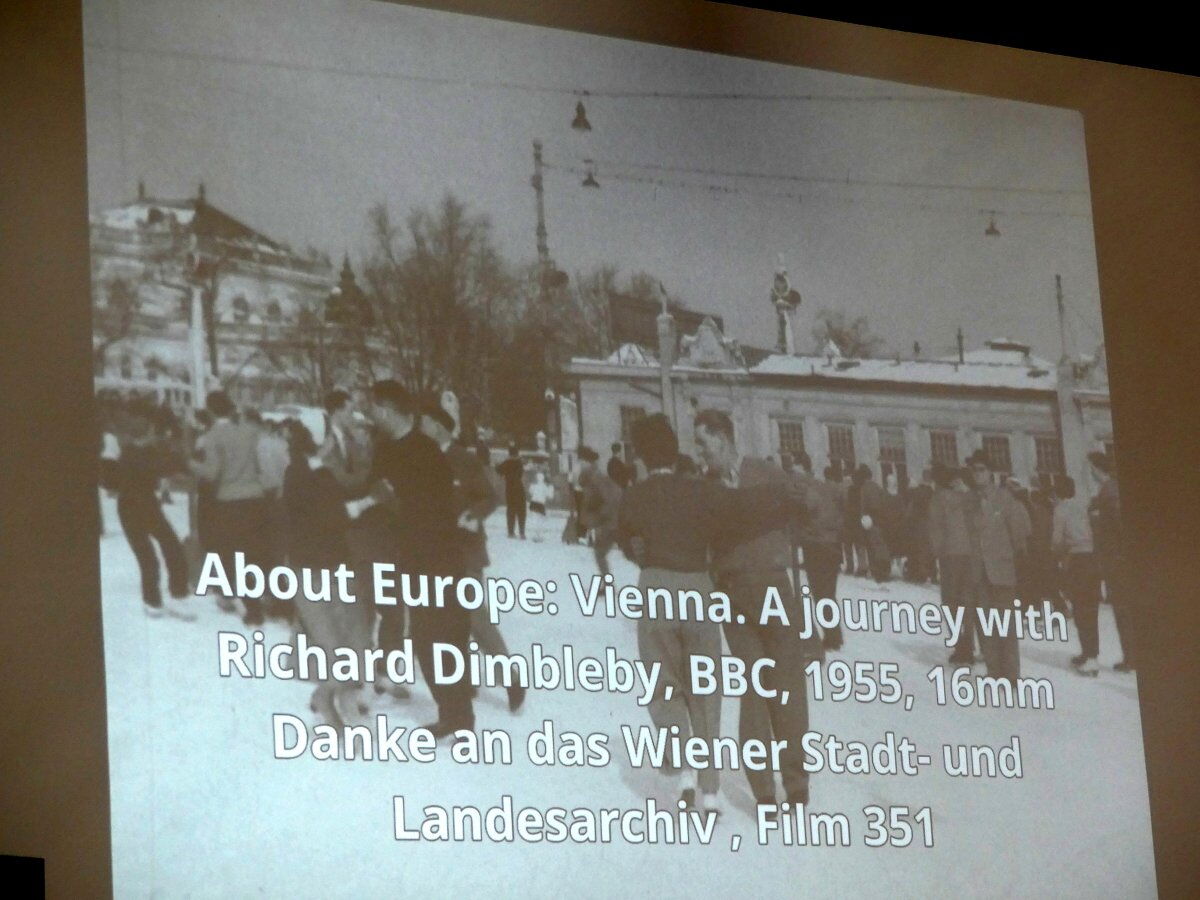 About Europe: Vienna. A journey with
Richard Dimbleby, BBC, 1955, 16mm
Danke an das Wiener Stadt- und
Landesarchiv , Film 351